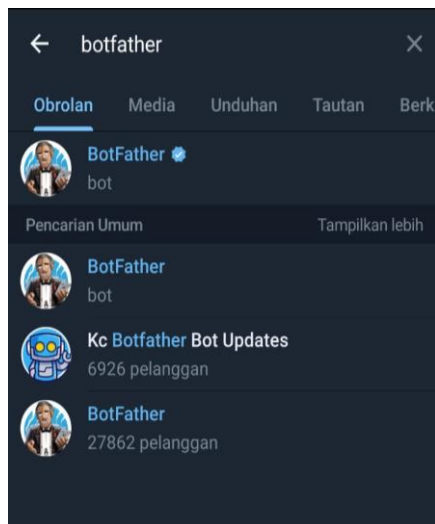 botfather
Obrolan Media Unduhan Tautan Berk
BotFather
bot
Pencarian Umum Tampilkan lebih
BotFather
bot
Kc Botfather Bot Updates
6926 pelanggan
BotFather
27862 pelanggan